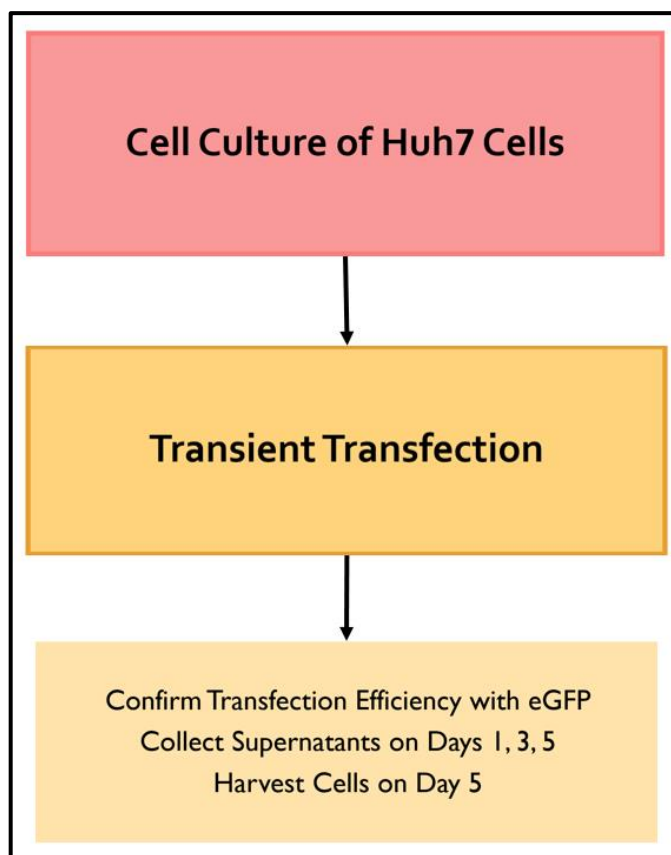 Cell Culture of Huh7 Cells
Transient Transfection
Confirm Transfection Efficiency with eGFP
Collect Supernatants on Days 1, 3, 5
Harvest Cells on Day 5